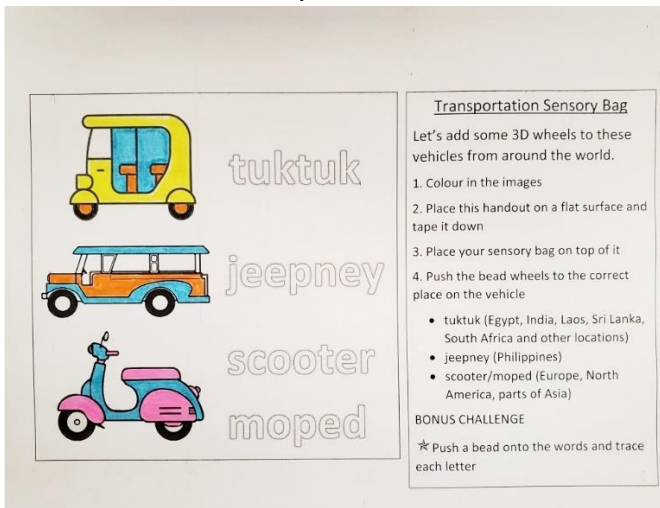 tuktuk
jeepney
scooter
moped
Transportation Sensory Bag
Let's add some 3D wheels to these
vehicles from around the world.
1. Colour in the images
2. Place this handout on a flat surface and
tape it down
3. Place your sensory bag on top of it
4. Push the bead wheels to the correct
place on the vehicle
• tuktuk (Egypt, India, Laos, Sri Lanka,
South Africa and other locations)
• jeepney (Philippines)
• scooter/moped (Europe, North
America, parts of Asia)
BONUS CHALLENGE
☆ Push a bead onto the words and trace
each letter